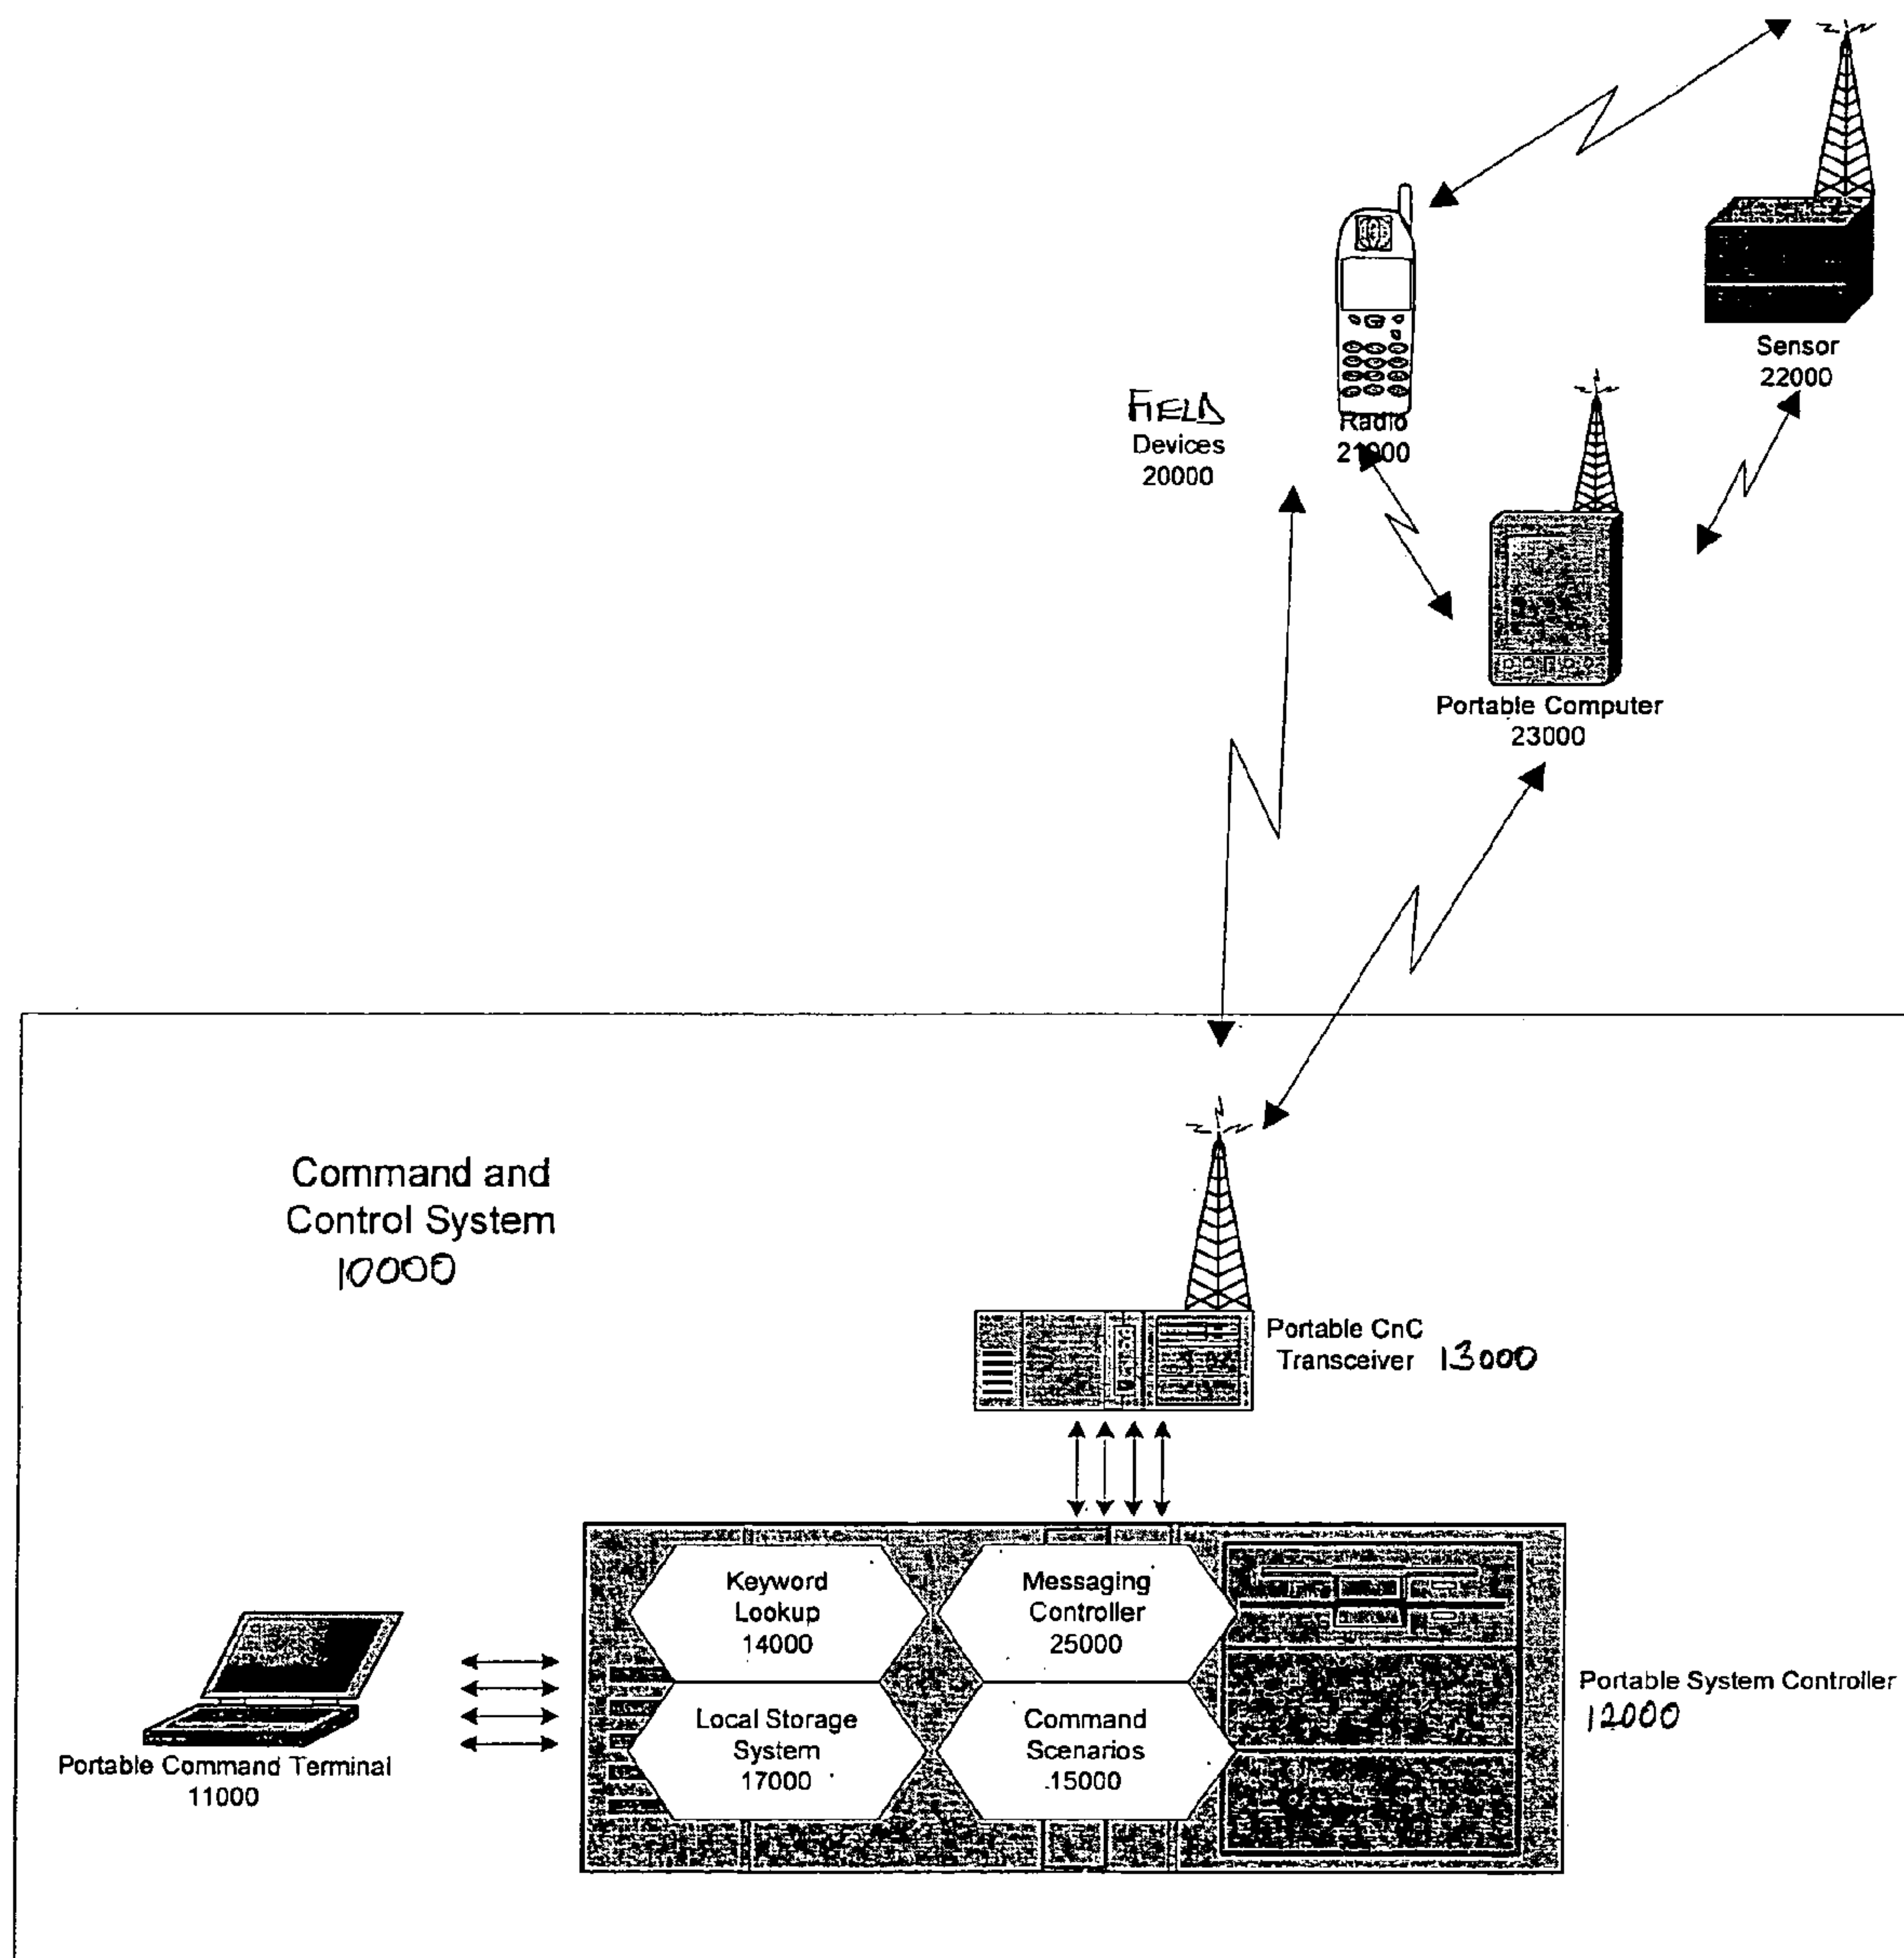 Sensor
22000
FIELD
Devices
20000
Radio
21000
Portable Computer
23000
Command and
Control System
10000
Portable CnC
Transceiver 13000
Keyword
Lookup
14000
Messaging
Controller
25000
Local Storage
System
17000
Command
Scenarios
15000
Portable System Controller
12000
Portable Command Terminal
11000